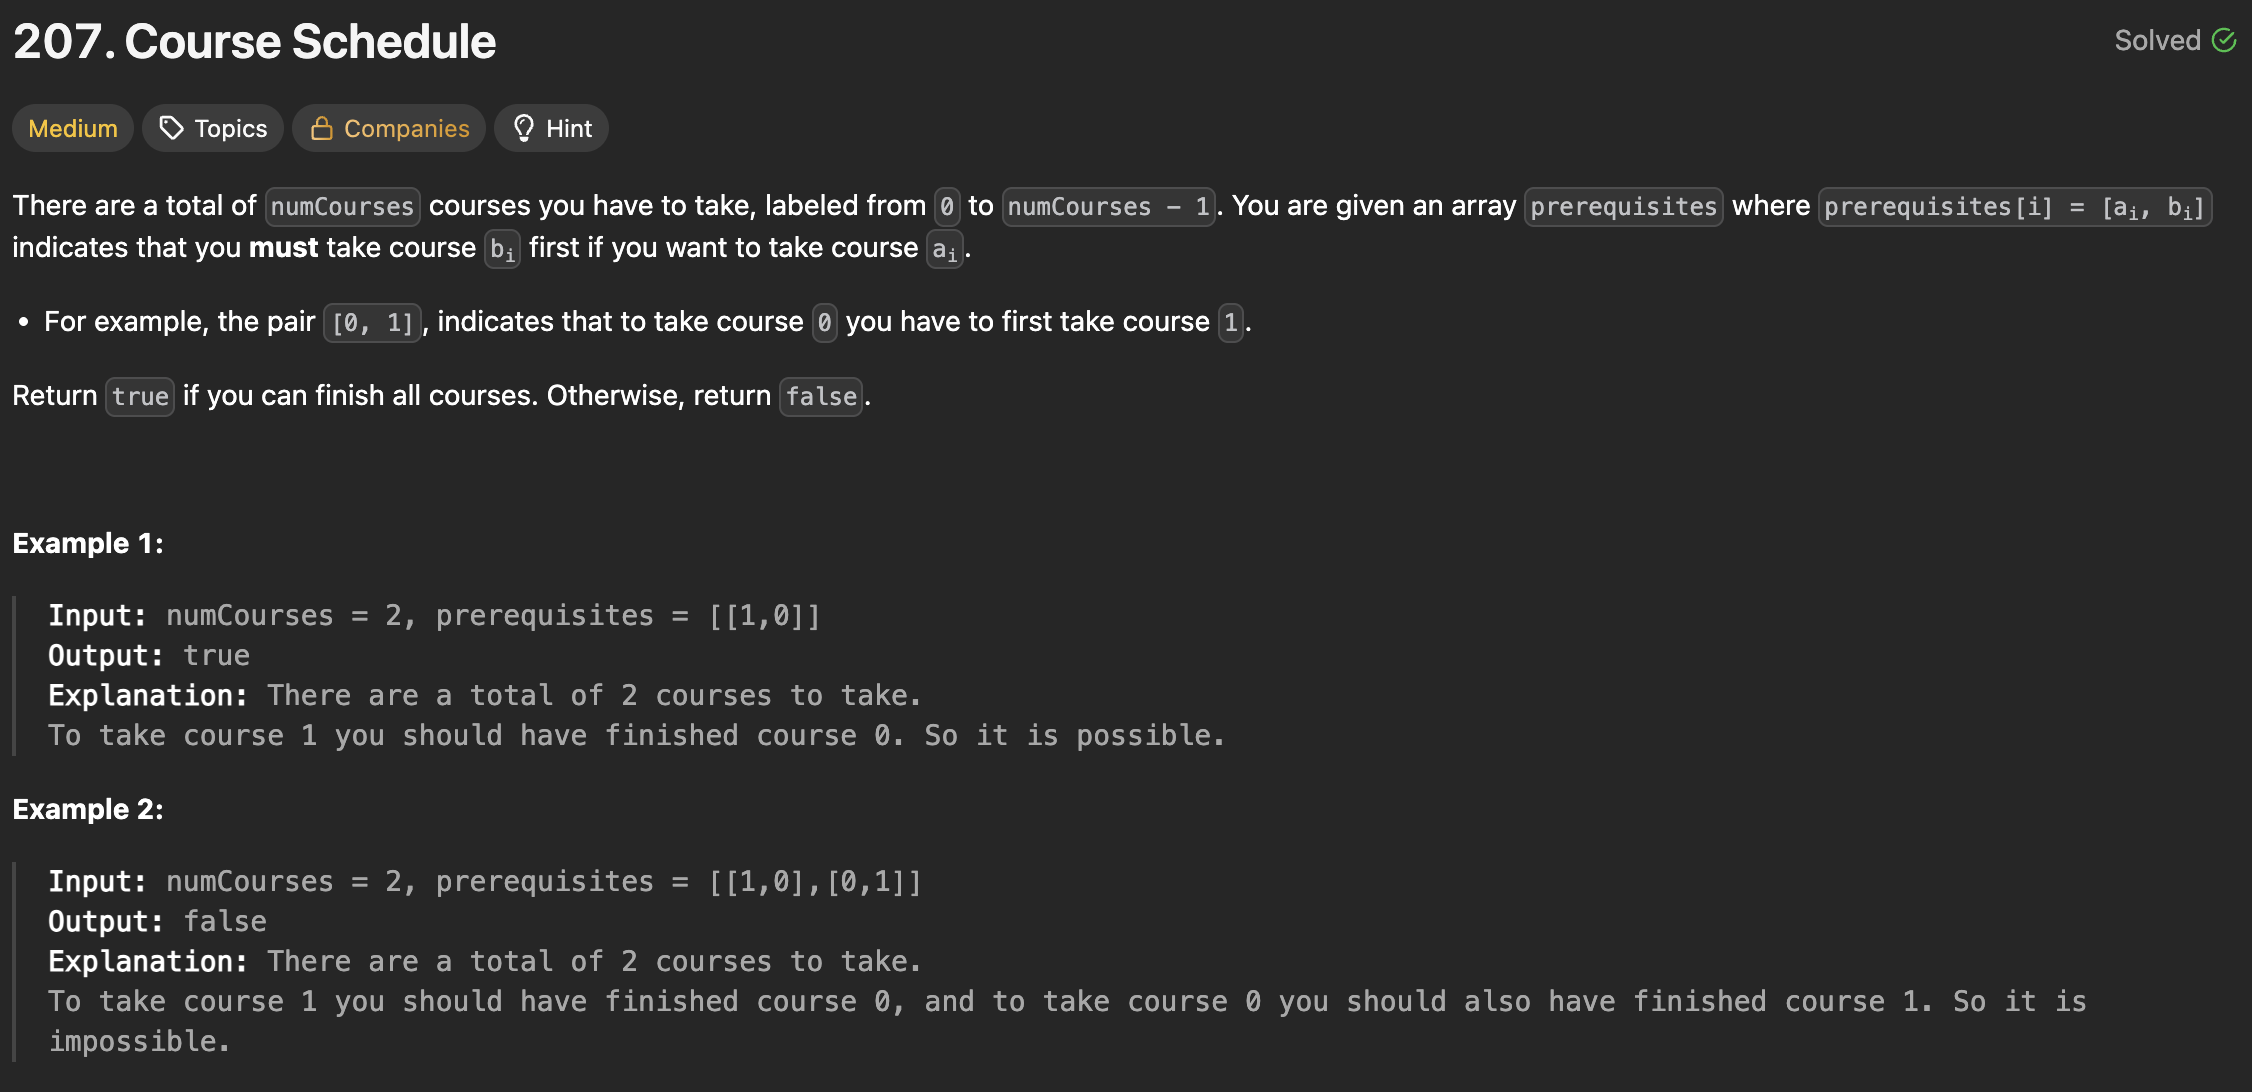 207. Course Schedule
Solved
Medium Topics Companies Hint
There are a total of numCourses courses you have to take, labeled from 0 to numCourses - 1. You are given an array prerequisites where prerequisites[i] = [ai, bi]
indicates that you must take course bi first if you want to take course ai.
• For example, the pair [0, 1], indicates that to take course 0 you have to first take course 1.
Return true if you can finish all courses. Otherwise, return false.
Example 1:
Input: numCourses = 2, prerequisites = [[1,0]]
Output: true
Explanation: There are a total of 2 courses to take.
To take course 1 you should have finished course 0. So it is possible.
Example 2:
Input: numCourses = 2, prerequisites = [[1,0],[0,1]]
Output: false
Explanation: There are a total of 2 courses to take.
To take course 1 you should have finished course 0, and to take course 0 you should also have finished course 1. So it is
impossible.